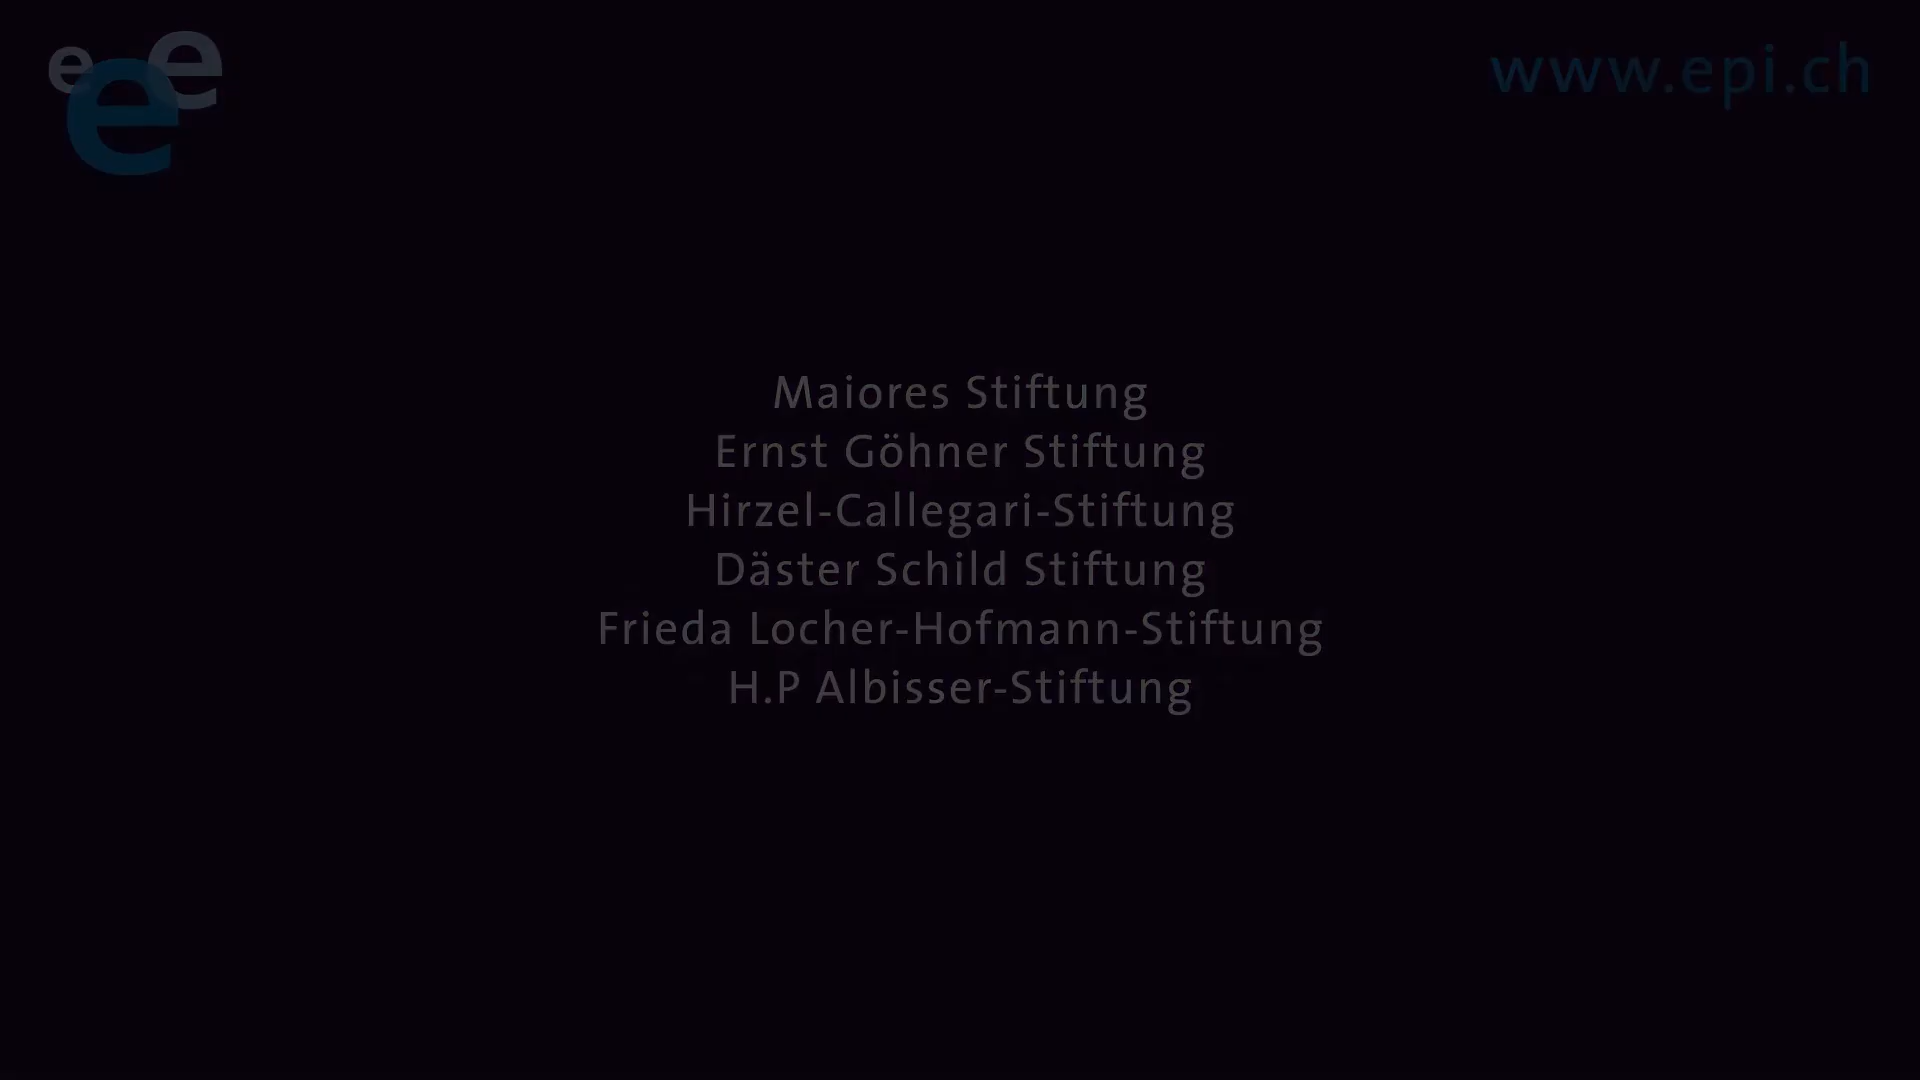 e e e
www.epi.ch
Maiores Stiftung
Ernst Göhner Stiftung
Hirzel-Callegari-Stiftung
Däster Schild Stiftung
Frieda Locher-Hofmann-Stiftung
H.P Albisser-Stiftung